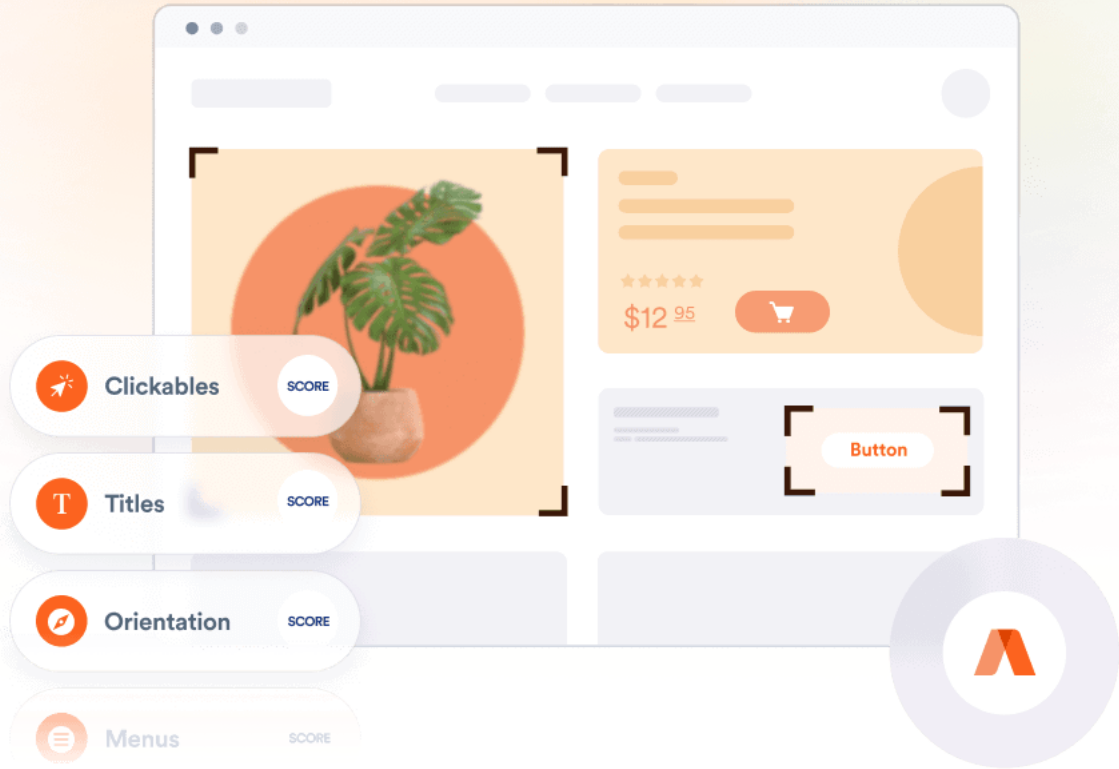 $12 95
Clickables SCORE
Button
T Titles SCORE
Orientation SCORE
Menus SCORE